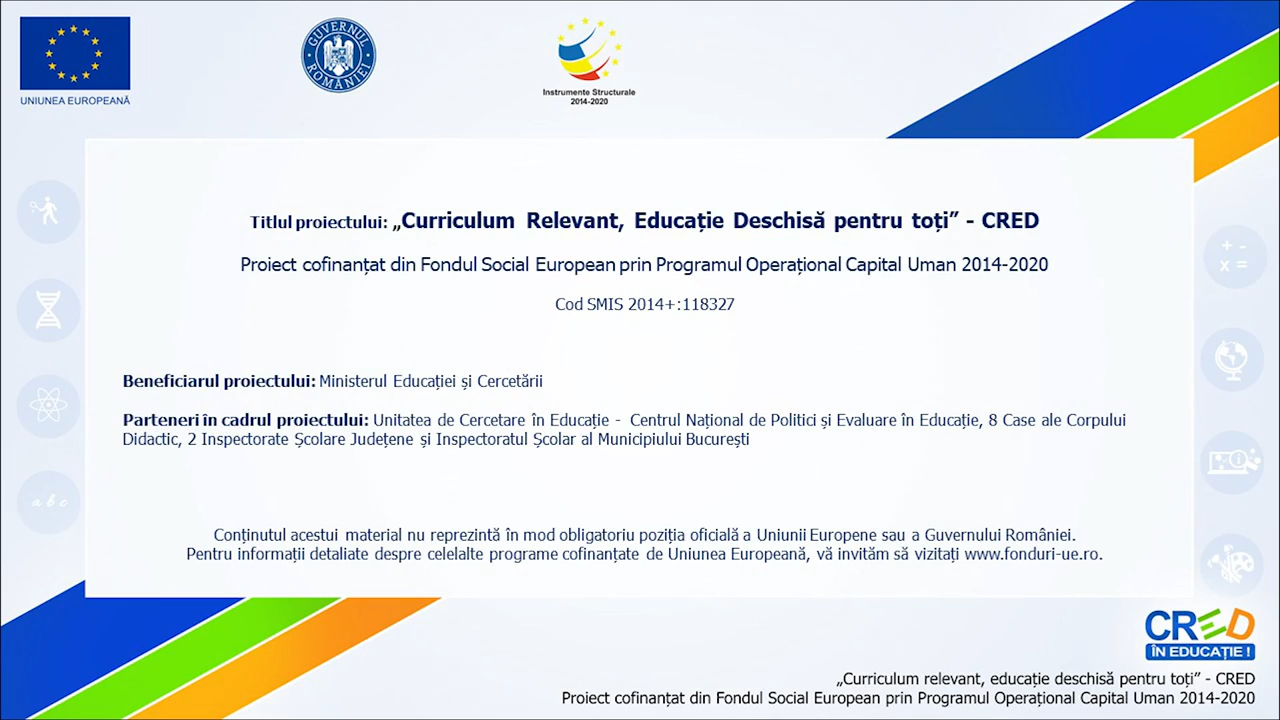 UNIUNEA EUROPEANĂ
GUVERNUL ROMÂNIEI
Instrumente Structurale
2014-2020
Titlul proiectului: „Curriculum Relevant, Educație Deschisă pentru toți” - CRED
Proiect cofinanțat din Fondul Social European prin Programul Operațional Capital Uman 2014-2020
Cod SMIS 2014+:118327
Beneficiarul proiectului: Ministerul Educației și Cercetării
Parteneri în cadrul proiectului: Unitatea de Cercetare în Educație - Centrul Național de Politici și Evaluare în Educație, 8 Case ale Corpului
Didactic, 2 Inspectorate Școlare Județene și Inspectoratul Școlar al Municipiului București
Conținutul acestui material nu reprezintă în mod obligatoriu poziția oficială a Uniunii Europene sau a Guvernului României.
Pentru informații detaliate despre celelalte programe cofinanțate de Uniunea Europeană, vă invităm să vizitați www.fonduri-ue.ro.
+ -
x =
a b c
CRED
ÎN EDUCAȚIE !
„Curriculum relevant, educație deschisă pentru toți” - CRED
Proiect cofinanțat din Fondul Social European prin Programul Operațional Capital Uman 2014-2020